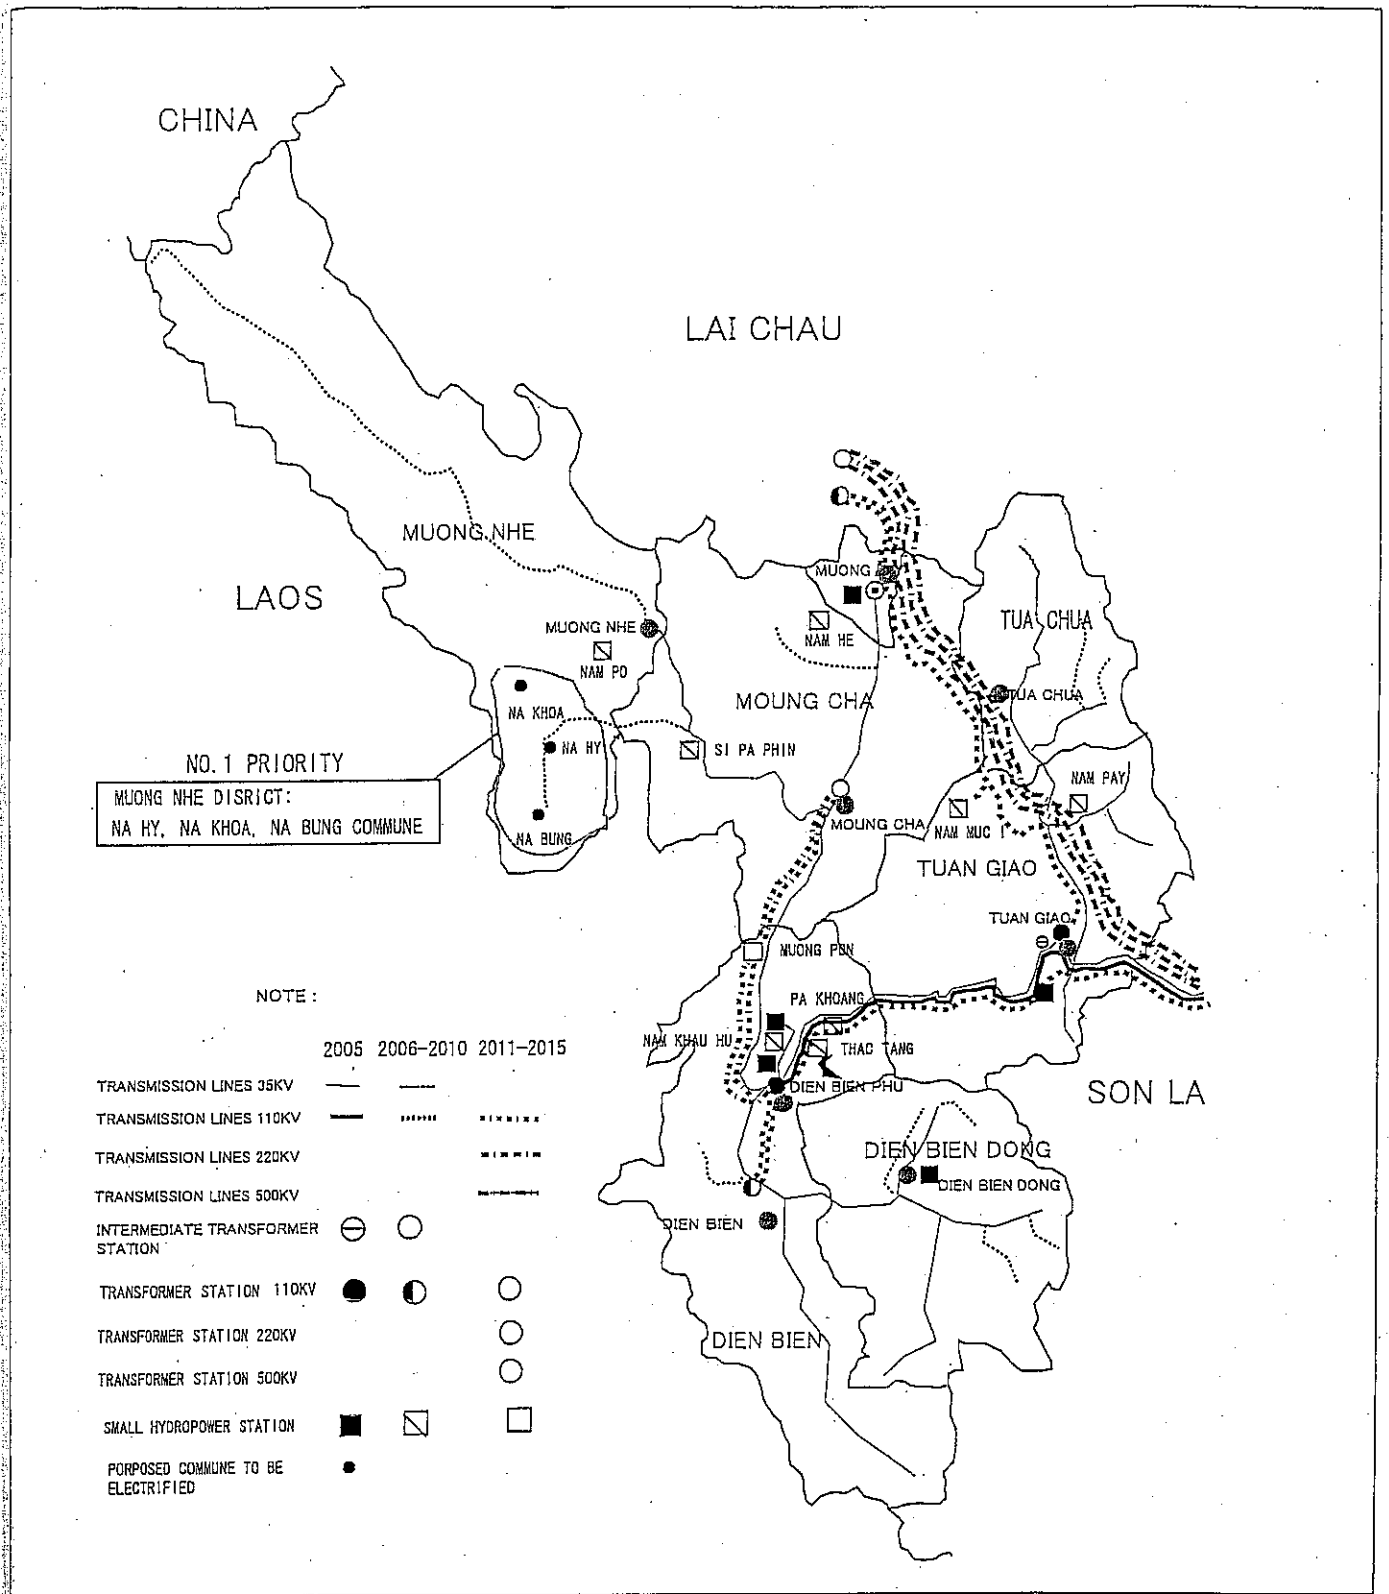 CHINA
LAI CHAU
MUONG NHE
LAOS
MUONG
TUA CHUA
MUONG NHE
NAM HE
NAM PO
TUA CHUA
MOUNG CHA
NA KHOA
NA HY
SI PA PHIN
NO.1 PRIORITY
MUONG NHE DISRICT:
NA HY, NA KHOA, NA BUNG COMMUNE
NAM PAY
NA BUNG
MOUNG CHA
NAM MUC I
TUAN GIAO
TUAN GIAO
MUONG PON
PA KHOANG
NAM KHAU HU
THAC TANG
DIEN BIEN PHU
SON LA
DIEN BIEN DONG
DIEN BIEN DONG
DIEN BIEN
DIEN BIEN
NOTE :
2005 2006-2010 2011-2015
TRANSMISSION LINES 35KV
TRANSMISSION LINES 110KV
TRANSMISSION LINES 220KV
TRANSMISSION LINES 500KV
INTERMEDIATE TRANSFORMER
STATION
TRANSFORMER STATION 110KV
TRANSFORMER STATION 220KV
TRANSFORMER STATION 500KV
SMALL HYDROPOWER STATION
PORPOSED COMMUNE TO BE
ELECTRIFIED